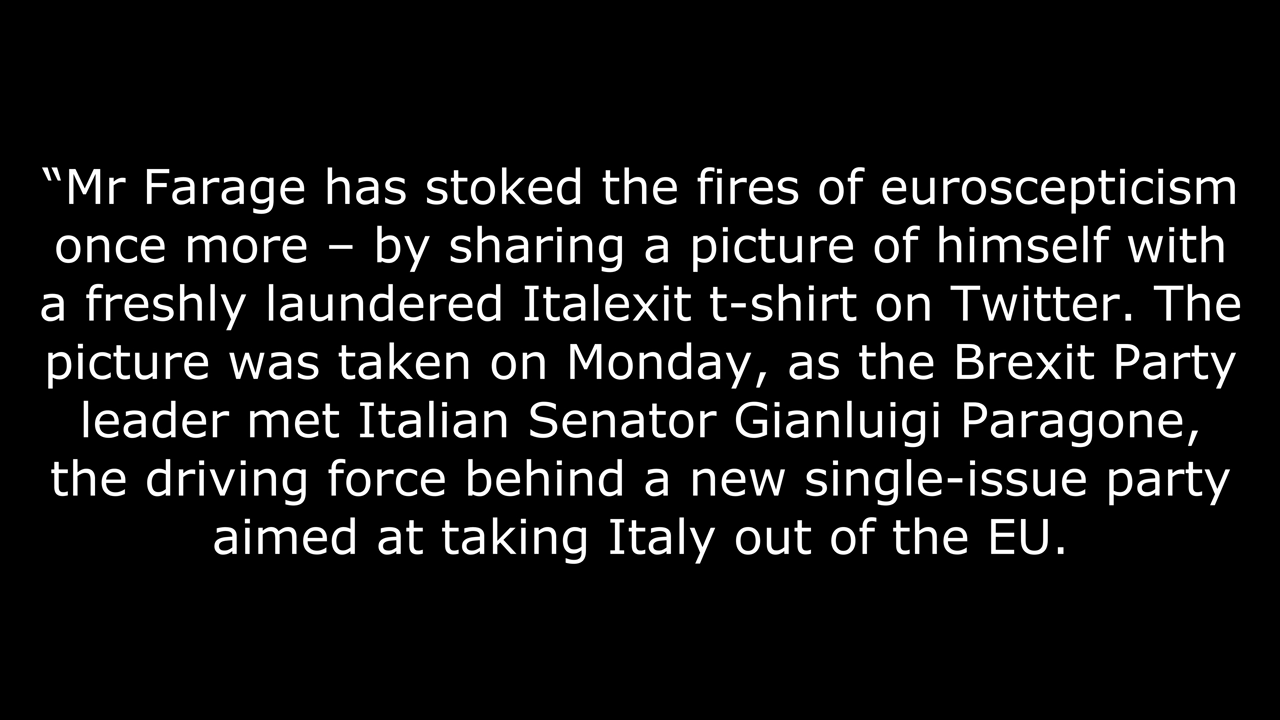 “Mr Farage has stoked the fires of euroscepticism
once more – by sharing a picture of himself with
a freshly laundered Italexit t-shirt on Twitter. The
picture was taken on Monday, as the Brexit Party
leader met Italian Senator Gianluigi Paragone,
the driving force behind a new single-issue party
aimed at taking Italy out of the EU.